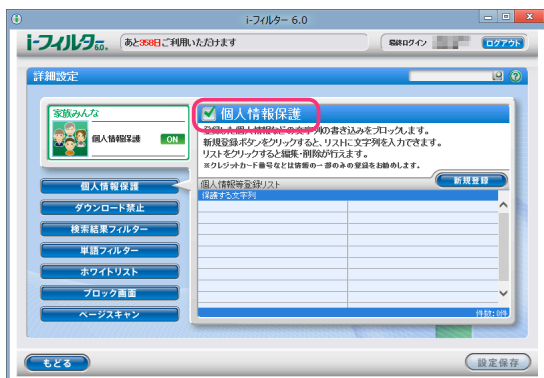 i-フィルター 6.0
i-フィルター 6.0
あと358日ご利用いただけます
最終ログイン
ログアウト
詳細設定
家族みんな
個人情報保護 ON
個人情報保護
登録した個人情報などの文字列の書き込みをブロックします。
新規登録ボタンをクリックすると、リストに文字列を入力できます。
リストをクリックすると編集・削除が行えます。
※クレジットカード番号などは情報の一部のみの登録をお勧めします。
個人情報等登録リスト
新規登録
保護する文字列
件数:0件
個人情報保護
ダウンロード禁止
検索結果フィルター
単語フィルター
ホワイトリスト
ブロック画面
ページスキャン
もどる
設定保存